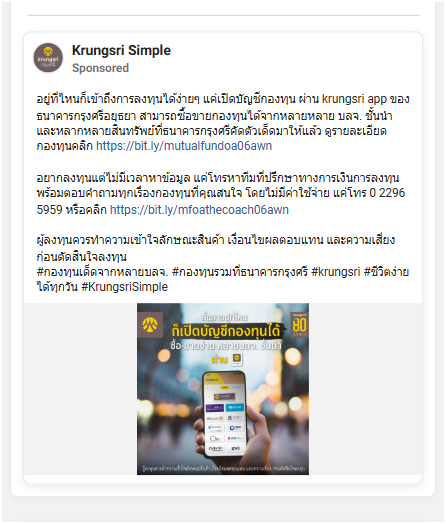 Krungsri Simple
Sponsored
อยู่ที่ไหนก็เข้าถึงการลงทุนได้ง่ายๆ แค่เปิดบัญชีกองทุน ผ่าน krungsri app ของ
ธนาคารกรุงศรีอยุธยา สามารถซื้อขายกองทุนได้จากหลายหลาย บลจ. ชั้นนำ
และหลากหลายสินทรัพย์ที่ธนาคารกรุงศรีคัดตัวเด็ดมาให้แล้ว ดูรายละเอียด
กองทุนคลิก https://bit.ly/mutualfundoa06awn
อยากลงทุนแต่ไม่มีเวลาหาข้อมูล แค่โทรหาทีมที่ปรึกษาทางการเงินการลงทุน
พร้อมตอบคำถามทุกเรื่องกองทุนที่คุณสนใจ โดยไม่มีค่าใช้จ่าย แค่โทร 0 2296
5959 หรือคลิก https://bit.ly/mfoathecoach06awn
ผู้ลงทุนควรทำความเข้าใจลักษณะสินค้า เงื่อนไขผลตอบแทน และความเสี่ยง
ก่อนตัดสินใจลงทุน
#กองทุนเด็ดจากหลายบลจ. #กองทุนรวมที่ธนาคารกรุงศรี #krungsri #ชีวิตง่าย
ได้ทุกวัน #KrungsriSimple
ก็เปิดบัญชีกองทุนได้
ซื้อ-ขายง่าย หลายบลจ. ชั้นนำ
ผ่าน
80